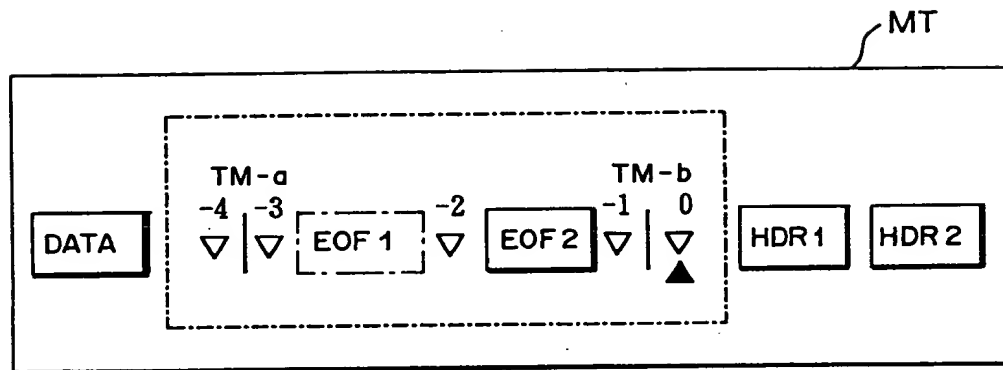 MT
TM-a TM-b
-4 -3 -2 -1 0
DATA EOF 1 EOF 2 HDR 1 HDR 2